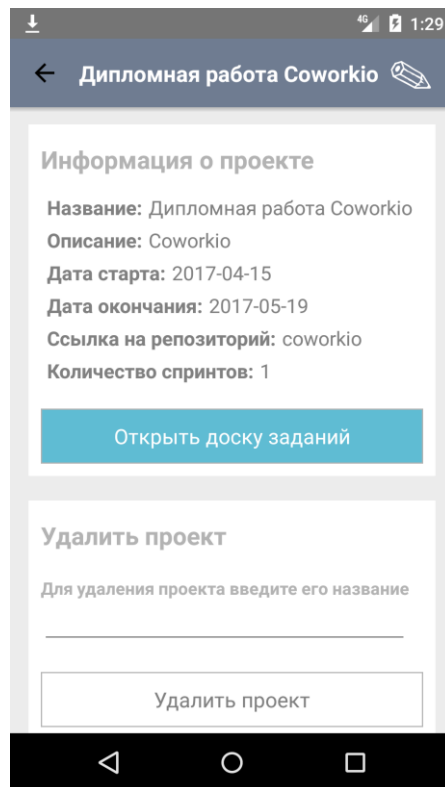 4G 1:29
Дипломная работа Coworkio
Информация о проекте
Название: Дипломная работа Coworkio
Описание: Coworkio
Дата старта: 2017-04-15
Дата окончания: 2017-05-19
Ссылка на репозиторий: coworkio
Количество спринтов: 1
Открыть доску заданий
Удалить проект
Для удаления проекта введите его название
Удалить проект